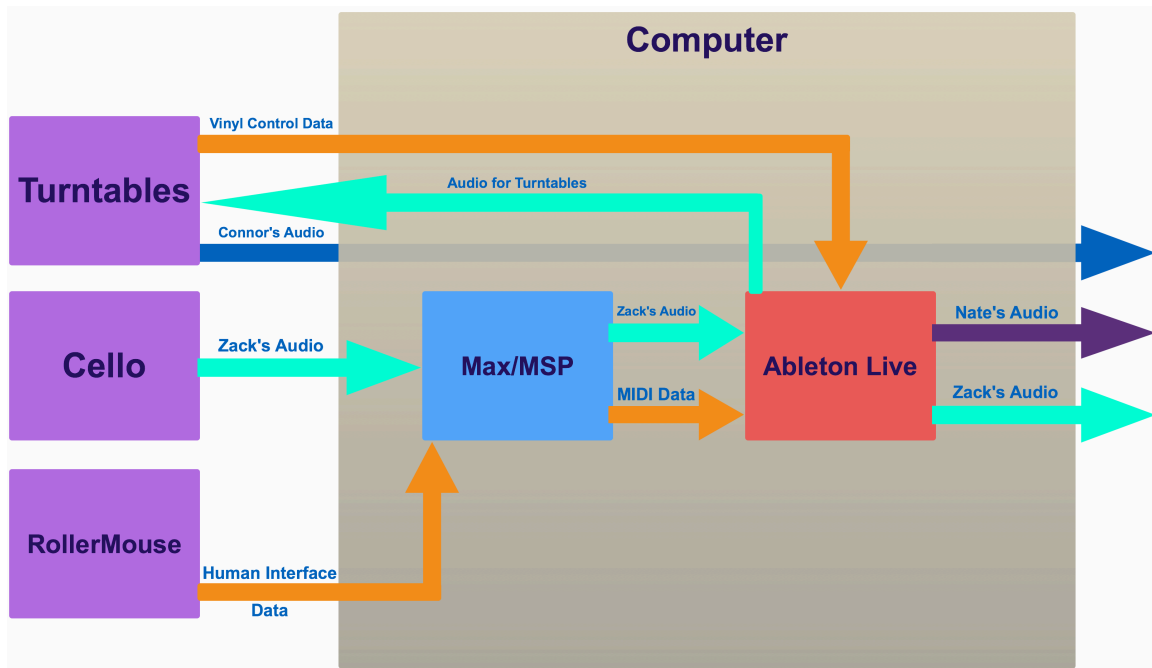 Computer
Vinyl Control Data
Turntables
Audio for Turntables
Connor's Audio
Cello
Zack's Audio
Max/MSP
Zack's Audio
MIDI Data
Ableton Live
Nate's Audio
Zack's Audio
RollerMouse
Human Interface
Data